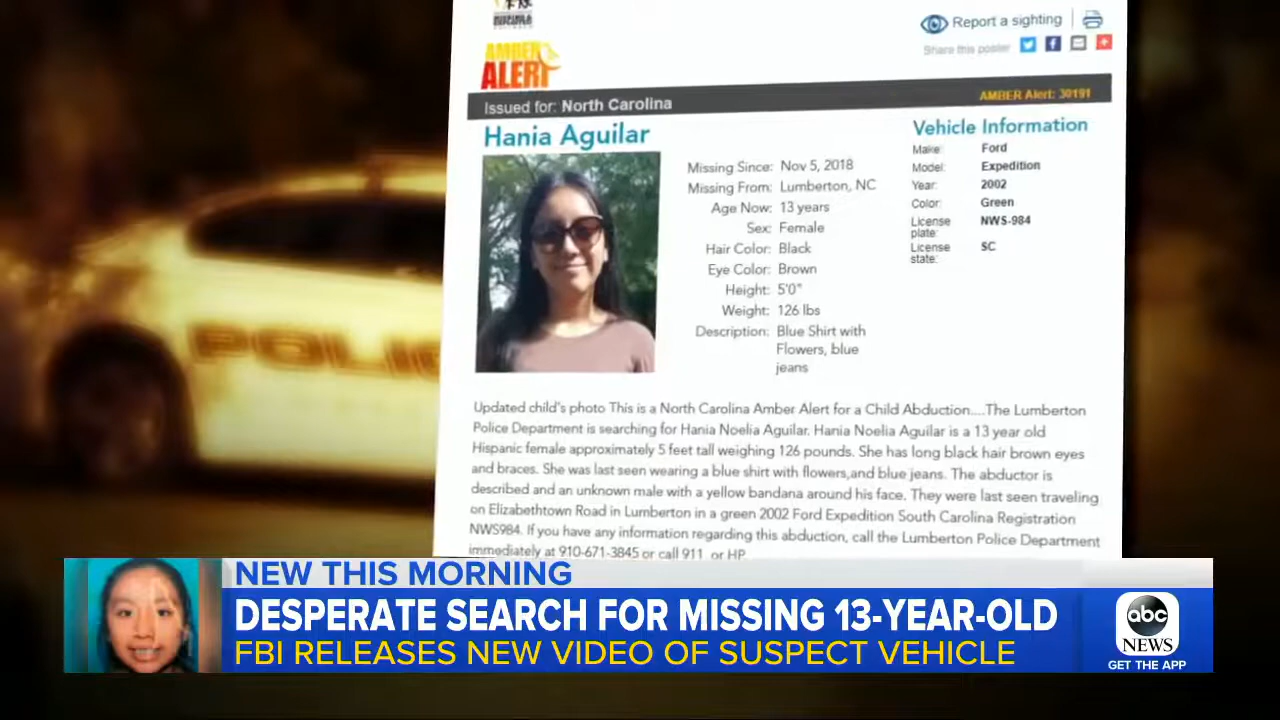 Report a sighting
Share this poster
AMBER
ALERT
Issued for: North Carolina
AMBER Alert: 30191
Hania Aguilar
Missing Since: Nov 5, 2018
Missing From: Lumberton, NC
Age Now: 13 years
Sex: Female
Hair Color: Black
Eye Color: Brown
Height: 5'0"
Weight: 126 lbs
Description: Blue Shirt with
Flowers, blue
jeans
Vehicle Information
Make: Ford
Model: Expedition
Year: 2002
Color: Green
License plate: NWS-984
License state: SC
Updated child's photo This is a North Carolina Amber Alert for a Child Abduction....The Lumberton
Police Department is searching for Hania Noelia Aguilar. Hania Noelia Aguilar is a 13 year old
Hispanic female approximately 5 feet tall weighing 126 pounds. She has long black hair brown eyes
and braces. She was last seen wearing a blue shirt with flowers,and blue jeans. The abductor is
described and an unknown male with a yellow bandana around his face. They were last seen traveling
on Elizabethtown Road in Lumberton in a green 2002 Ford Expedition South Carolina Registration
NWS984. If you have any information regarding this abduction, call the Lumberton Police Department
immediately at 910-671-3845 or call 911 or HP
POLIC
NEW THIS MORNING
DESPERATE SEARCH FOR MISSING 13-YEAR-OLD
FBI RELEASES NEW VIDEO OF SUSPECT VEHICLE
abc
NEWS
GET THE APP